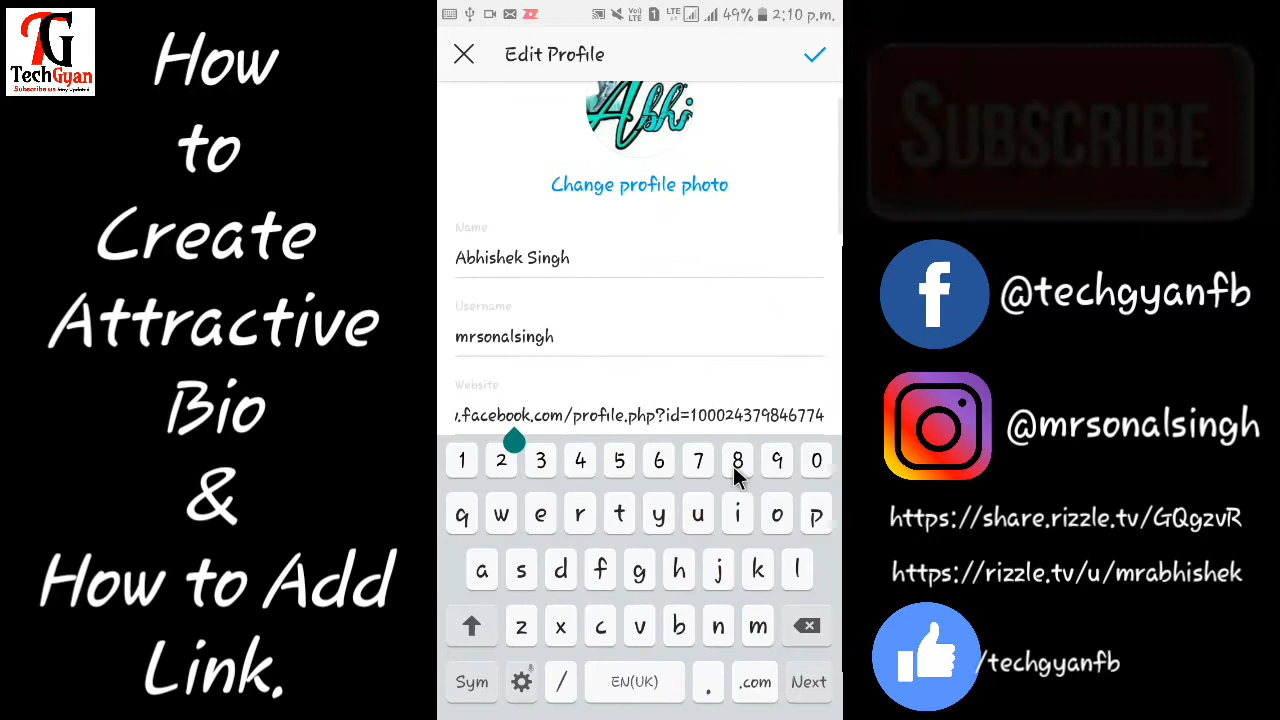 TG
TechGyan
How
to
Create
Attractive
Bio
&
How to Add
Link.
LTE
49%
2:10 p.m.
Edit Profile
Abhi
Change profile photo
Name
Abhishek Singh
Username
mrsonalsingh
Website
.facebook.com/profile.php?id=100024379846774
1 2 3 4 5 6 7 8 9 0
q w e r t y u i o p
a s d f g h j k l
z x c v b n m
Sym / EN(UK) . .com Next
SUBSCRIBE
@techgyanfb
@mrsonalsingh
https://share.rizzle.tv/GQgzvR
https://rizzle.tv/u/mrabhishek
/techgyanfb